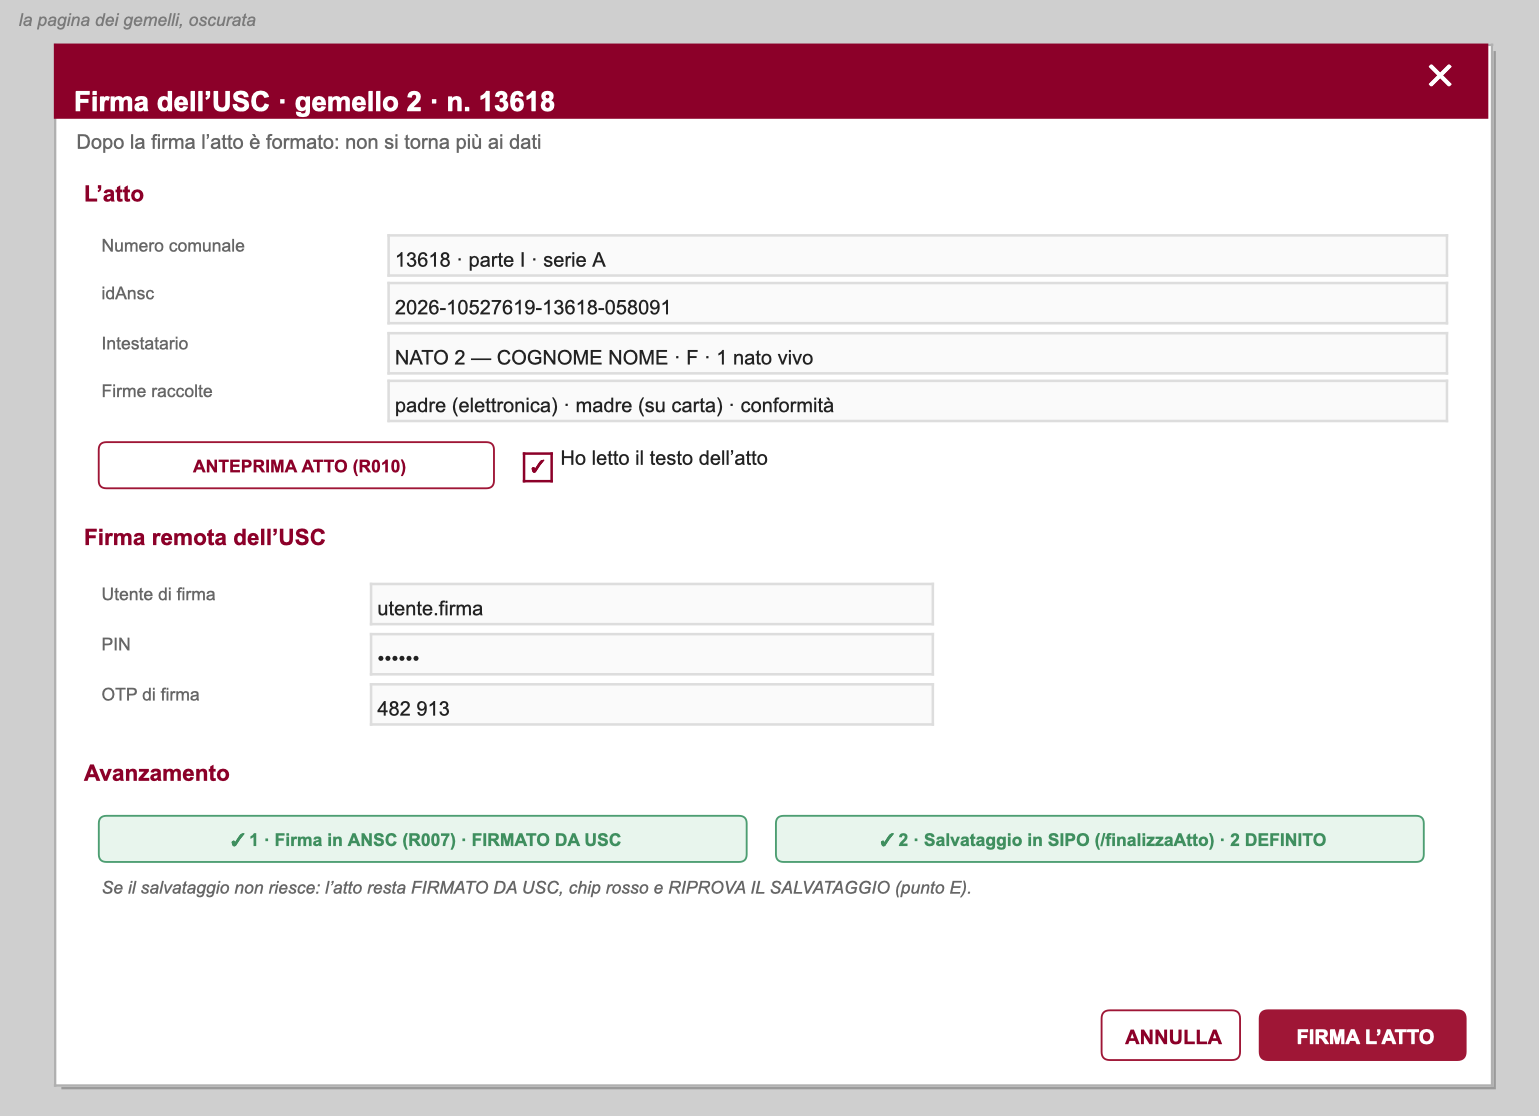 la pagina dei gemelli, oscurata
Firma dell’USC · gemello 2 · n. 13618
Dopo la firma l’atto è formato: non si torna più ai dati
L’atto
Numero comunale
13618 · parte I · serie A
idAnsc
2026-10527619-13618-058091
Intestatario
NATO 2 — COGNOME NOME · F · 1 nato vivo
Firme raccolte
padre (elettronica) · madre (su carta) · conformità
ANTEPRIMA ATTO (R010)
✓ Ho letto il testo dell’atto
Firma remota dell’USC
Utente di firma
utente.firma
PIN
••••••
OTP di firma
482 913
Avanzamento
✓ 1 · Firma in ANSC (R007) · FIRMATO DA USC
✓ 2 · Salvataggio in SIPO (/finalizzaAtto) · 2 DEFINITO
Se il salvataggio non riesce: l’atto resta FIRMATO DA USC, chip rosso e RIPROVA IL SALVATAGGIO (punto E).
ANNULLA
FIRMA L’ATTO